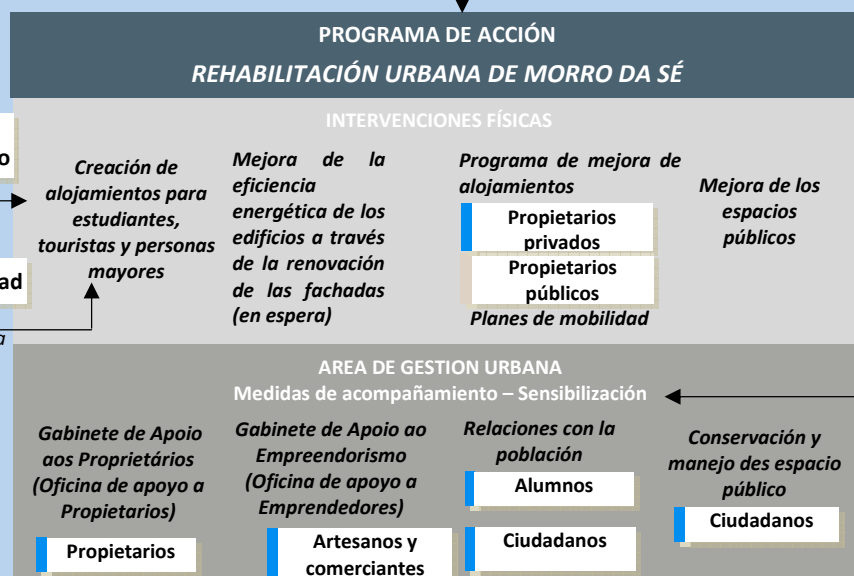 PROGRAMA DE ACCIÓN
REHABILITACIÓN URBANA DE MORRO DA SÉ
INTERVENCIONES FÍSICAS
o
ad
a
Creación de
alojamientos para
estudiantes,
touristas y personas
mayores
Mejora de la
eficiencia
energética de los
edificios a través
de la renovación
de las fachadas
(en espera)
Programa de mejora de
alojamientos
Propietarios
privados
Propietarios
públicos
Planes de mobilidad
Mejora de los
espacios
públicos
AREA DE GESTION URBANA
Medidas de acompañamiento – Sensibilización
Gabinete de Apoio
aos Proprietários
(Oficina de apoyo a
Propietarios)
Propietarios
Gabinete de Apoio ao
Empreendorismo
(Oficina de apoyo a
Emprendedores)
Artesanos y
comerciantes
Relaciones con la
población
Alumnos
Ciudadanos
Conservación y
manejo des espacio
público
Ciudadanos